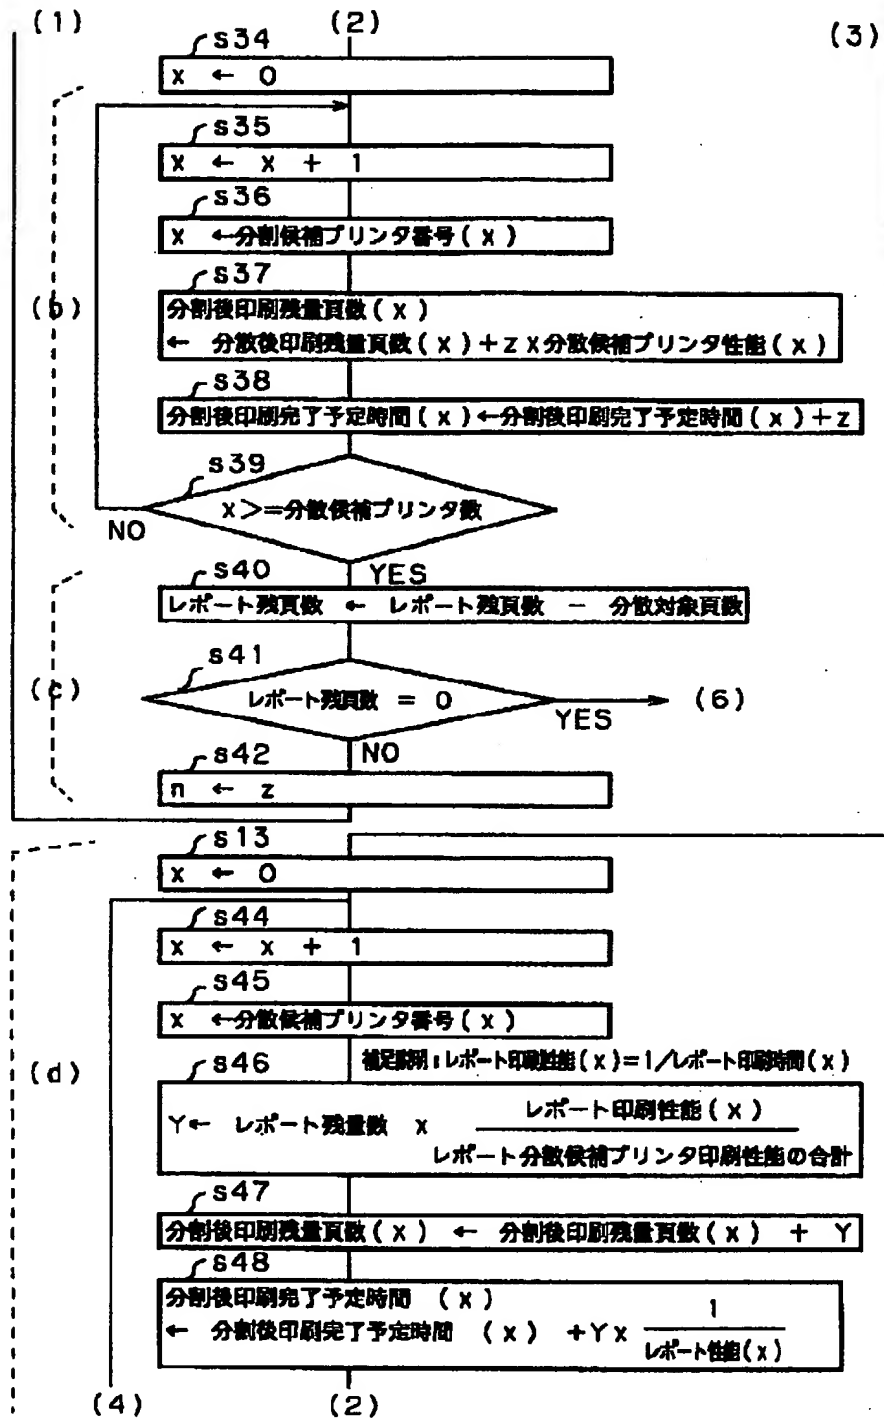 (1)
(2)
(3)
s34
x ← 0
s35
x ← x + 1
s36
x ←分割候補プリンタ番号(x)
(b)
s37
分割後印刷残量頁数(x)
← 分散後印刷残量頁数(x)+z x分散候補プリンタ性能(x)
s38
分割後印刷完了予定時間(x)←分割後印刷完了予定時間(x)+z
s39
x>=分散候補プリンタ数
NO
YES
s40
レポート残頁数 ← レポート残頁数 - 分散対象頁数
(c)
s41
レポート残頁数 = 0
YES
(6)
NO
s42
n ← z
s13
x ← 0
s44
x ← x + 1
s45
x ←分散候補プリンタ番号(x)
(d)
s46
補足説明:レポート印刷性能(x)=1/レポート印刷時間(x)
Y← レポート残量数 x
レポート印刷性能(x)
レポート分散候補プリンタ印刷性能の合計
s47
分割後印刷残量頁数(x) ← 分割後印刷残量頁数(x) + Y
s48
分割後印刷完了予定時間 (x)
← 分割後印刷完了予定時間 (x) +Yx
1
レポート性能(x)
(4)
(2)